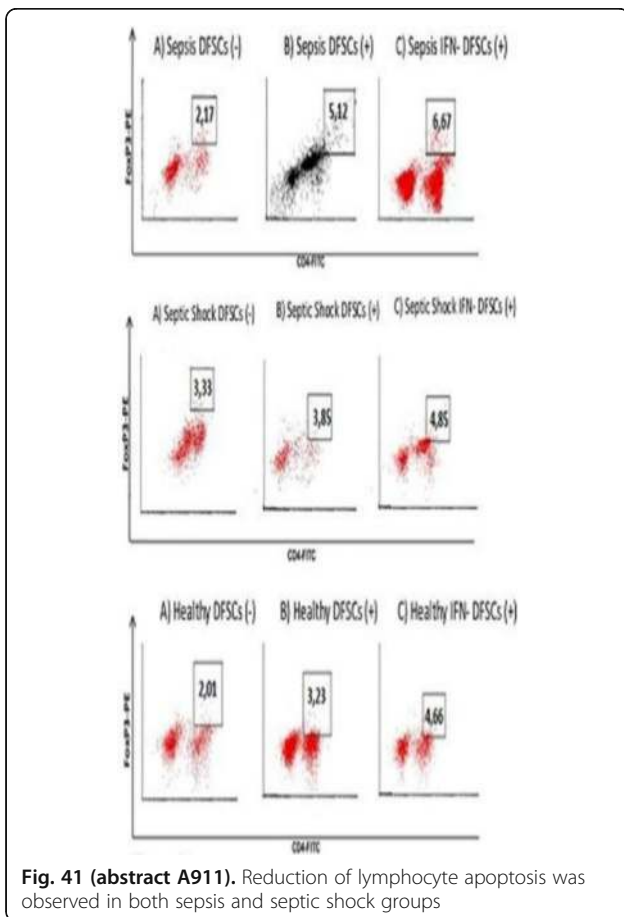 A) Sepsis DFSCs (-) B) Sepsis DFSCs (+) C) Sepsis IFN- DFSCs (+)
2,17 5,12 6,67
FoxP3-PE
CD4-FITC
A) Septic Shock DFSCs (-) B) Septic Shock DFSCs (+) C) Septic Shock IFN- DFSCs (+)
3,33 3,85 4,85
FoxP3-PE
CD4-FITC
A) Healthy DFSCs (-) B) Healthy DFSCs (+) C) Healthy IFN- DFSCs (+)
2,01 3,23 4,66
FoxP3-PE
CD4-FITC
Fig. 41 (abstract A911). Reduction of lymphocyte apoptosis was
observed in both sepsis and septic shock groups